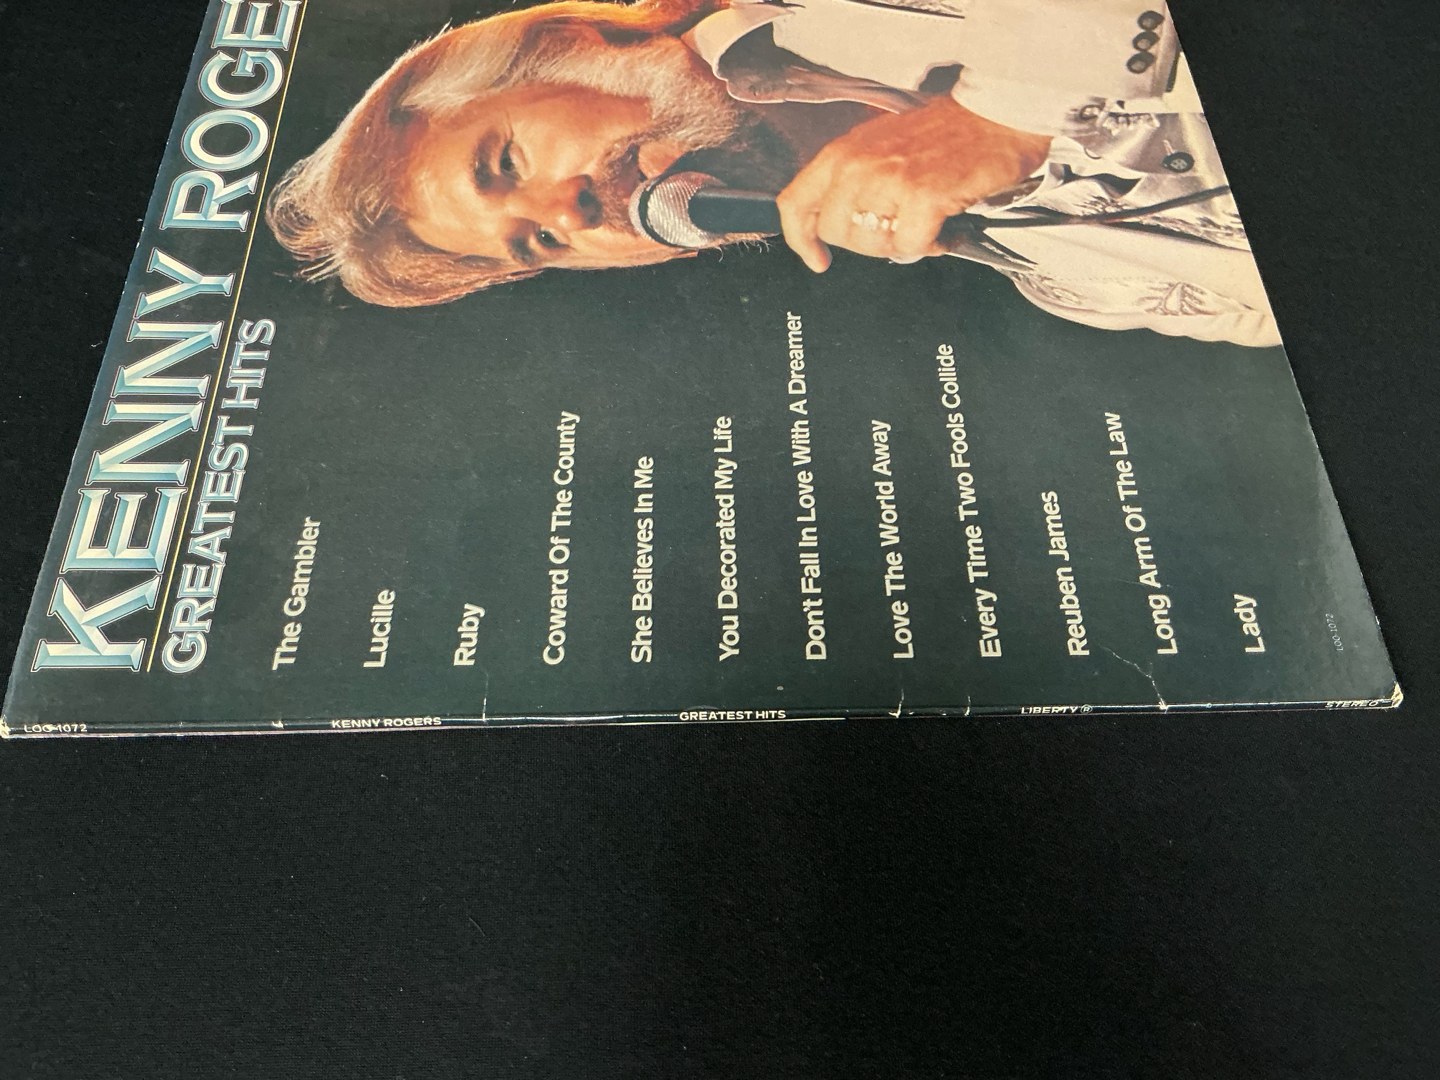 KENNY ROGE
GREATEST HITS
The Gambler
Lucille
Ruby
Coward Of The County
She Believes In Me
You Decorated My Life
Don't Fall In Love With A Dreamer
Love The World Away
Every Time Two Fools Collide
Reuben James
Long Arm Of The Law
Lady
LOO-1072
LOO-1072 KENNY ROGERS GREATEST HITS LIBERTY ® STEREO